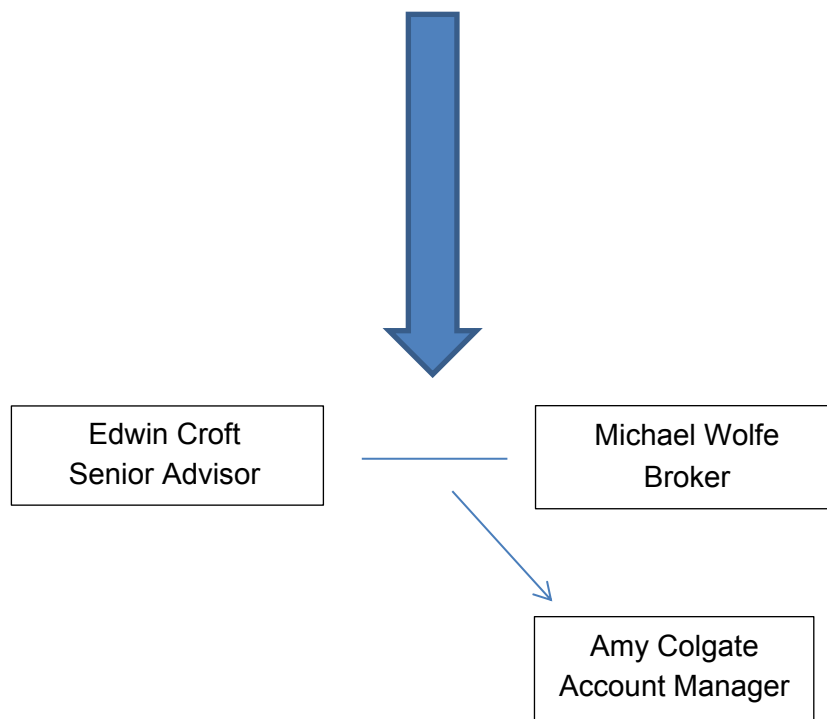 Edwin Croft
Senior Advisor
Michael Wolfe
Broker
Amy Colgate
Account Manager